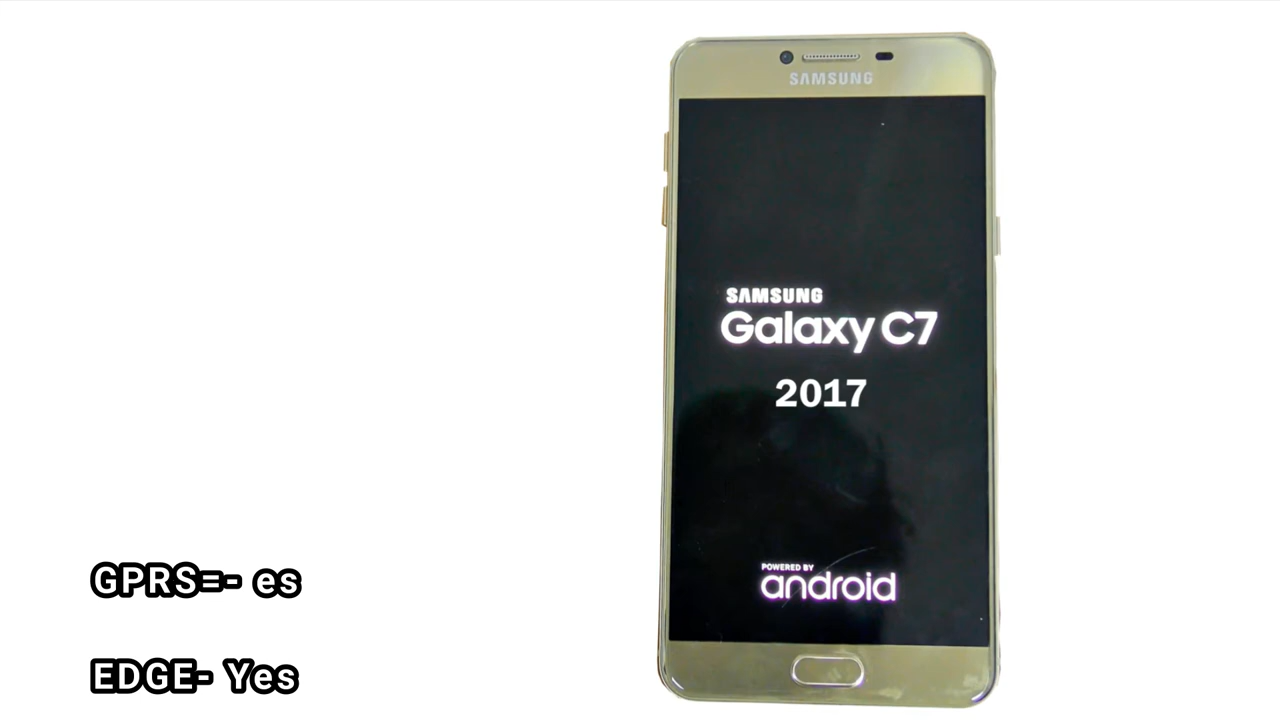 SAMSUNG
SAMSUNG
Galaxy C7
2017
POWERED BY
android
GPRS=- es
EDGE- Yes